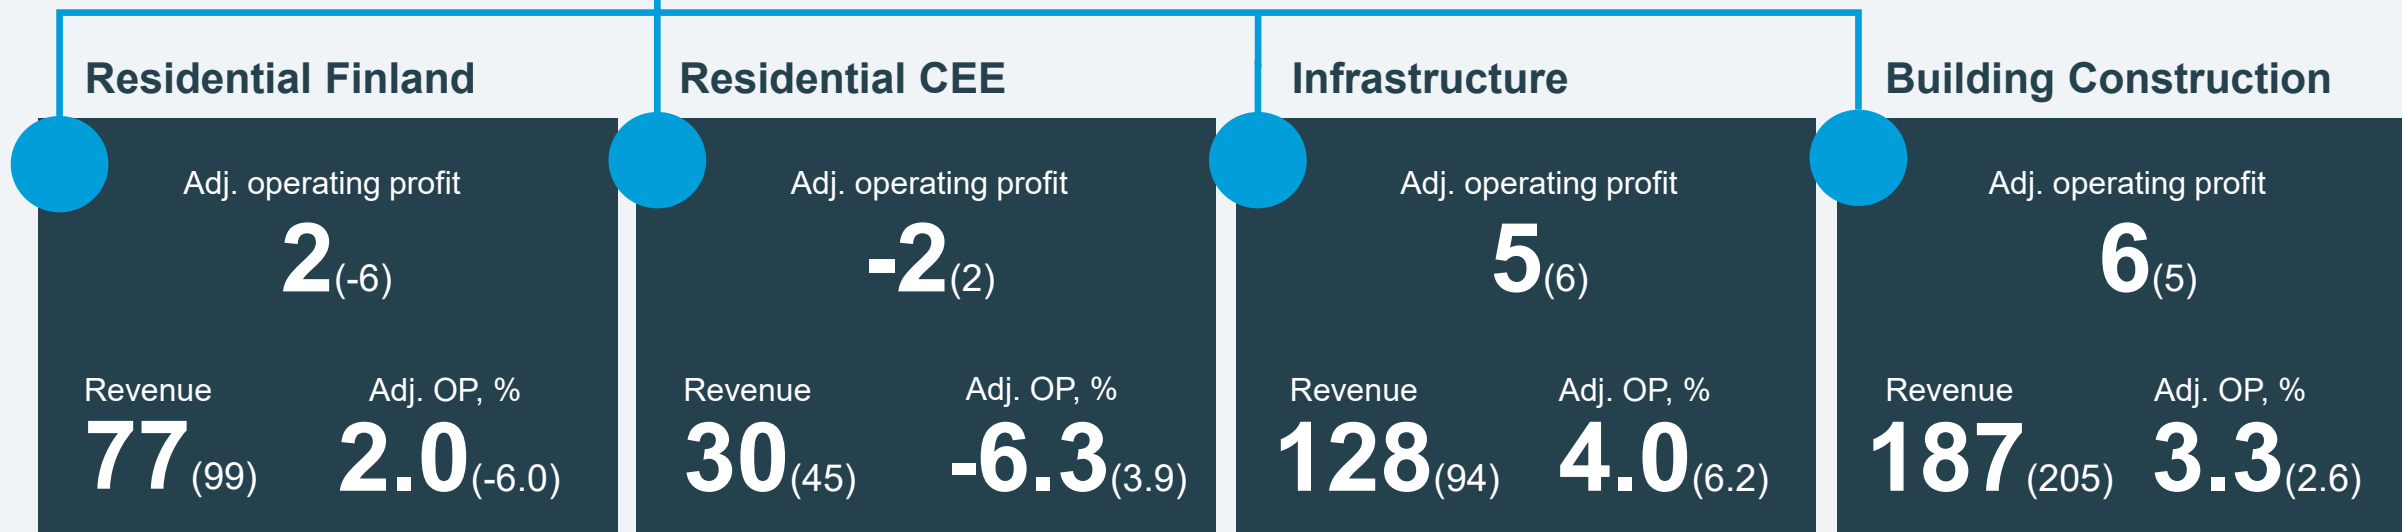 Residential Finland
Adj. operating profit
2(-6)
Revenue
77(99)
Adj. OP, %
2.0(-6.0)
Residential CEE
Adj. operating profit
-2(2)
Revenue
30(45)
Adj. OP, %
-6.3(3.9)
Infrastructure
Adj. operating profit
5(6)
Revenue
128(94)
Adj. OP, %
4.0(6.2)
Building Construction
Adj. operating profit
6(5)
Revenue
187(205)
Adj. OP, %
3.3(2.6)